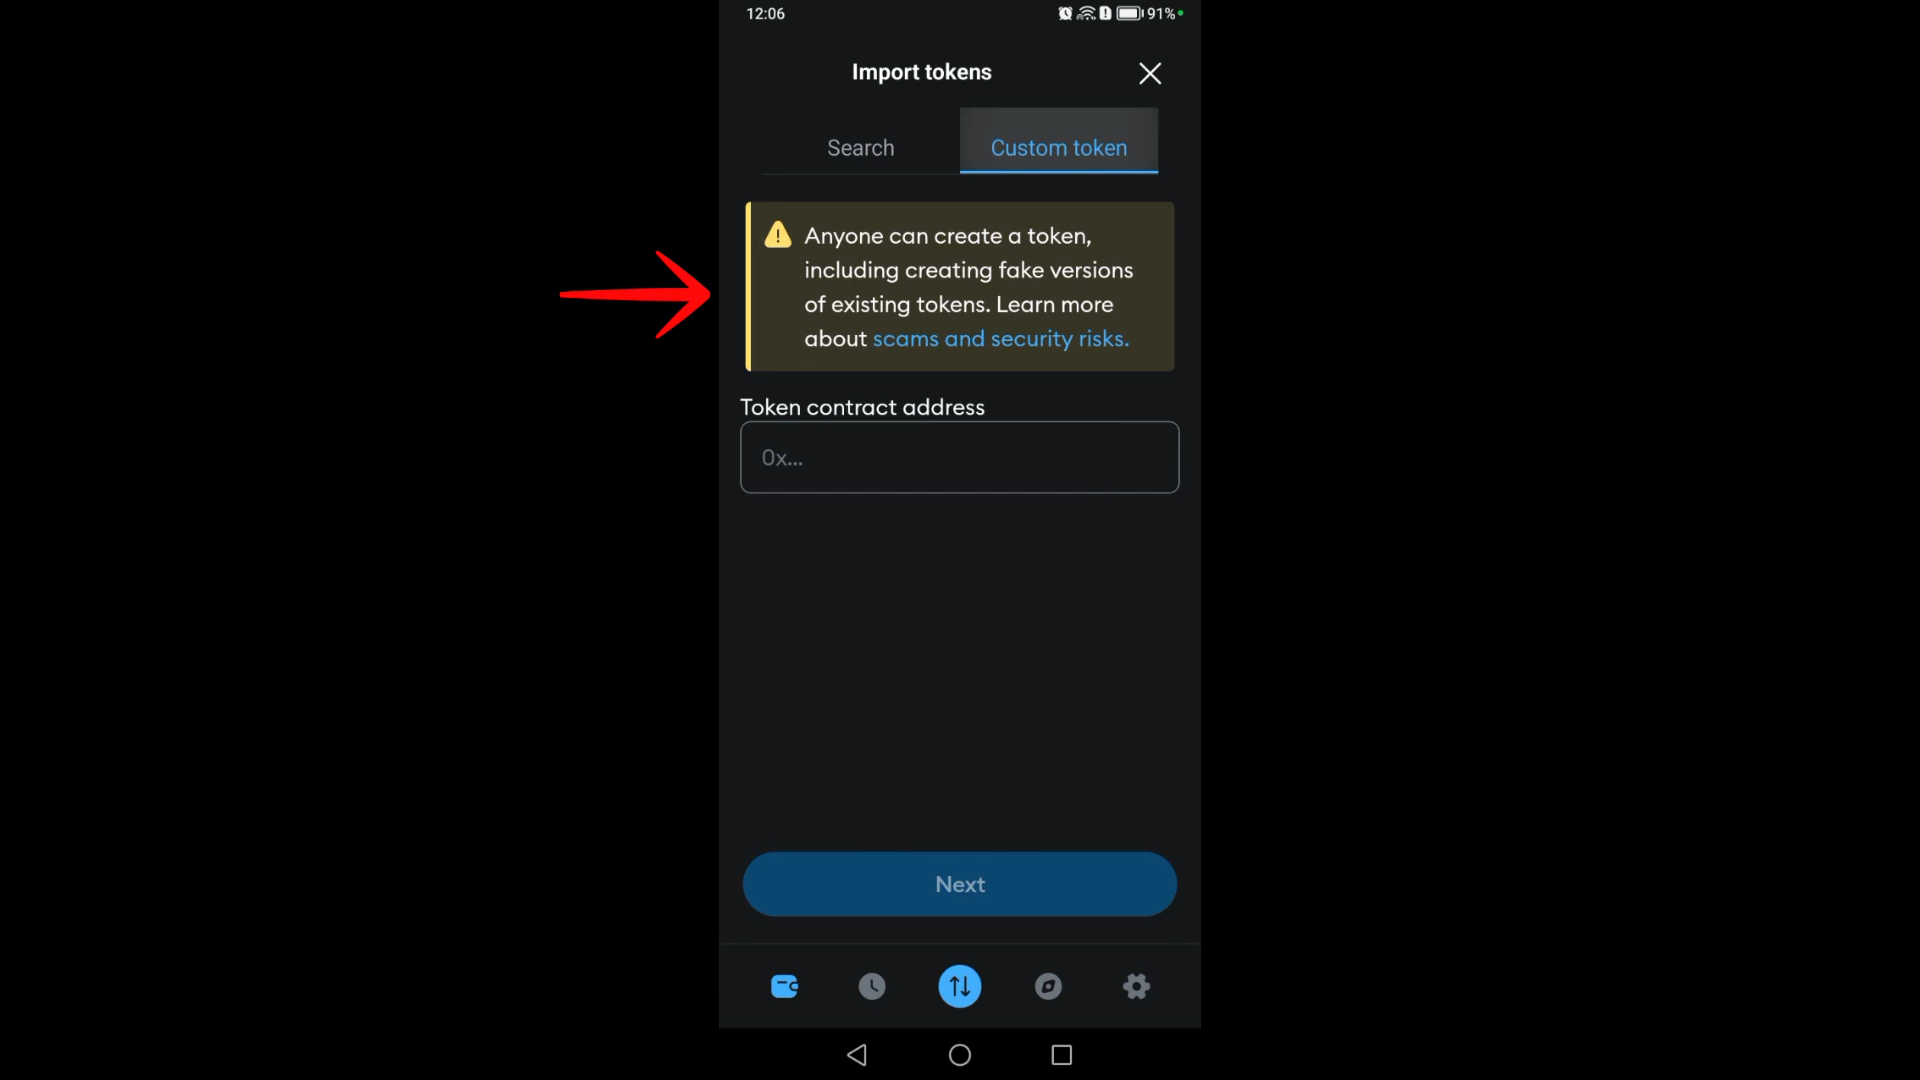 12:06
91%
Import tokens
Search
Custom token
Anyone can create a token,
including creating fake versions
of existing tokens. Learn more
about scams and security risks.
Token contract address
0x...
Next